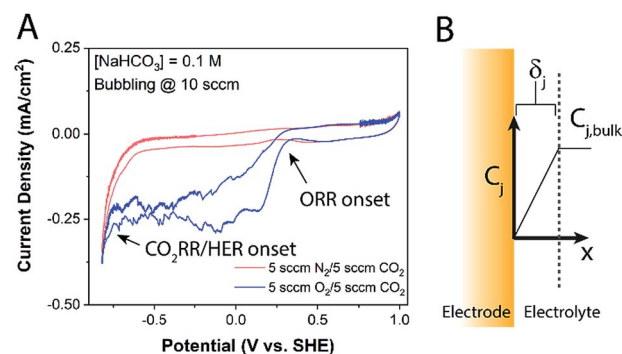 A
[NaHCO₃] = 0.1 M
Bubbling @ 10 sccm
Current Density (mA/cm²)
0.25
0.00
-0.25
-0.50
ORR onset
CO₂RR/HER onset
5 sccm N₂/5 sccm CO₂
5 sccm O₂/5 sccm CO₂
-0.5
0.0
0.5
1.0
Potential (V vs. SHE)
B
δⱼ
Cⱼ,bulk
Cⱼ
x
Electrode
Electrolyte